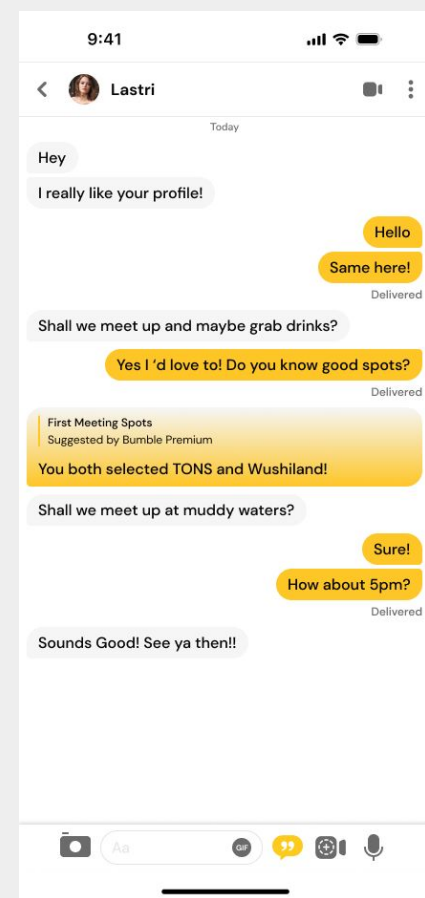 9:41
Lastri
Today
Hey
I really like your profile!
Hello
Same here!
Delivered
Shall we meet up and maybe grab drinks?
Yes I ‘d love to! Do you know good spots?
Delivered
First Meeting Spots
Suggested by Bumble Premium
You both selected TONS and Wushiland!
Shall we meet up at muddy waters?
Sure!
How about 5pm?
Delivered
Sounds Good! See ya then!!
Aa
GIF